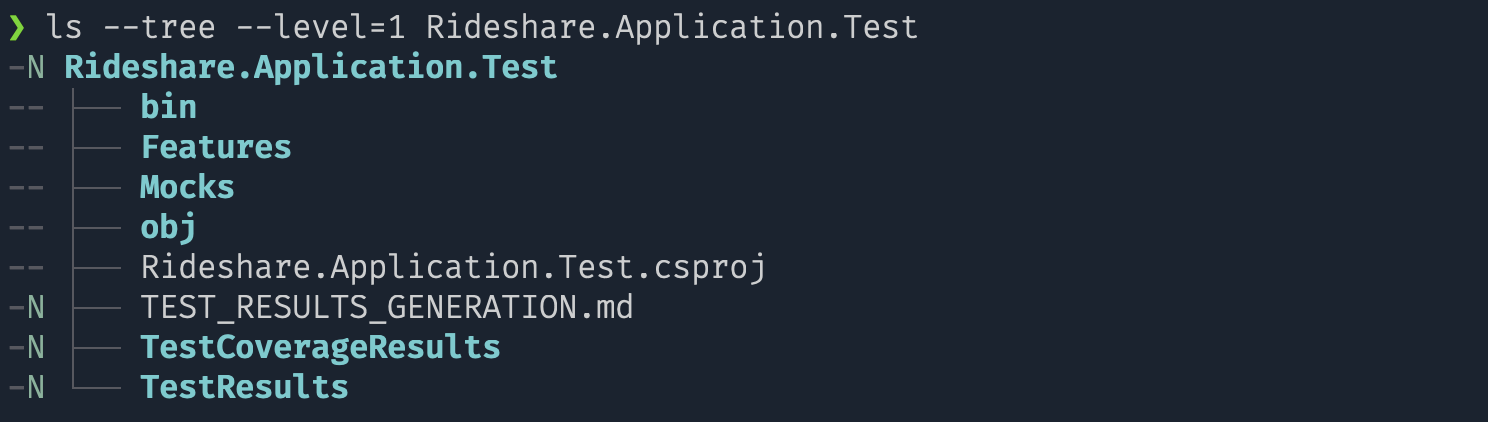 ❯ ls --tree --level=1 Rideshare.Application.Test
-N Rideshare.Application.Test
-- ├── bin
-- ├── Features
-- ├── Mocks
-- ├── obj
-- ├── Rideshare.Application.Test.csproj
-N ├── TEST_RESULTS_GENERATION.md
-N ├── TestCoverageResults
-N └── TestResults